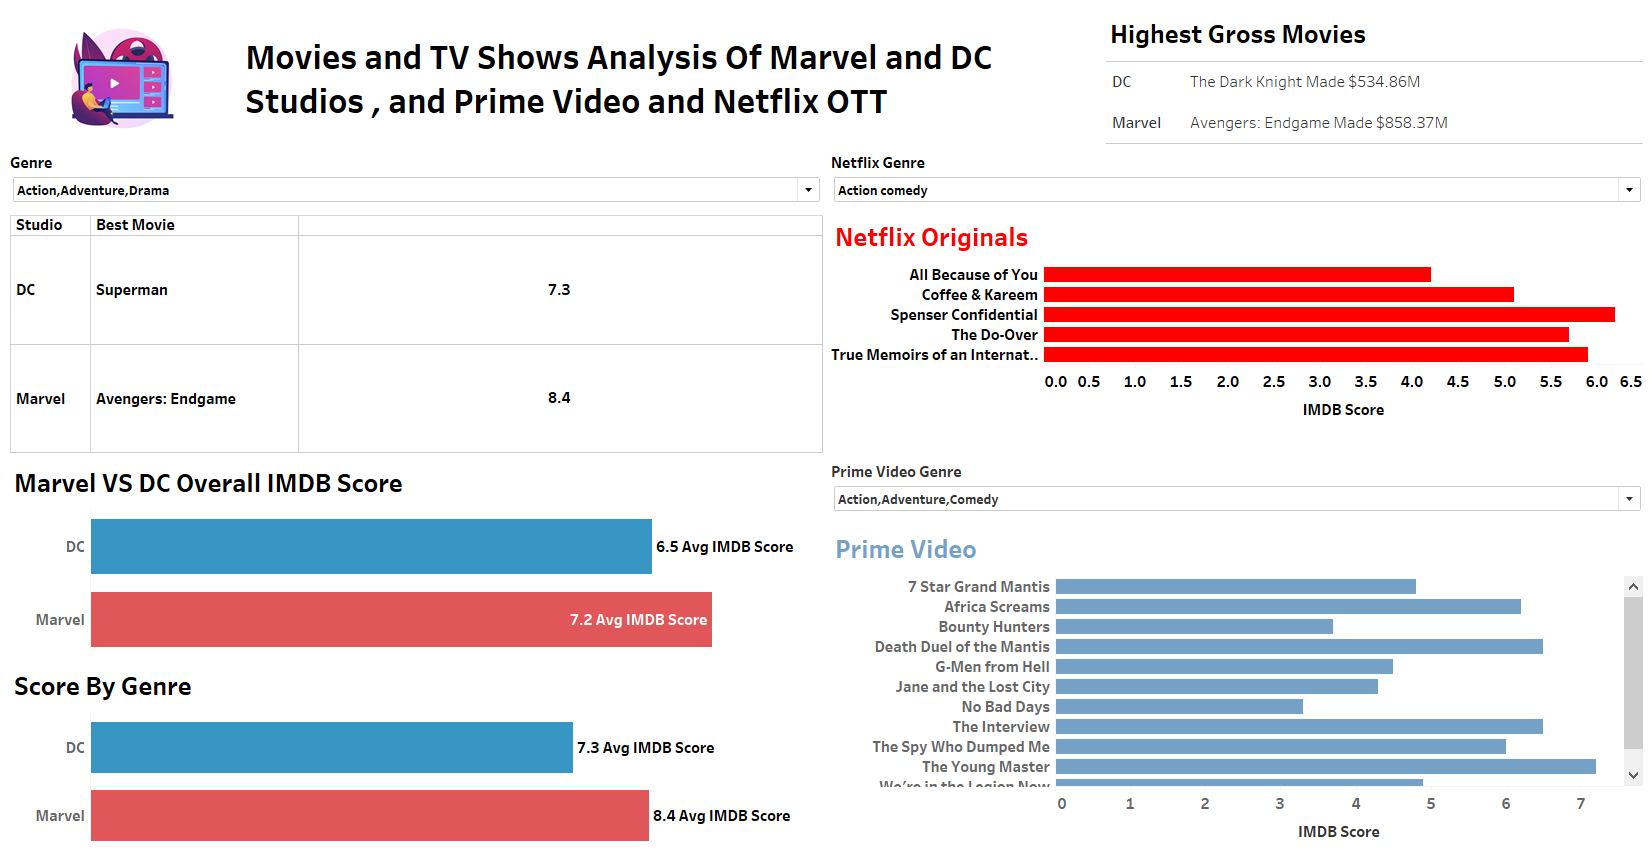 Movies and TV Shows Analysis Of Marvel and DC
Studios , and Prime Video and Netflix OTT
Highest Gross Movies
DC The Dark Knight Made $534.86M
Marvel Avengers: Endgame Made $858.37M
Genre
Action,Adventure,Drama
Studio Best Movie
DC Superman 7.3
Marvel Avengers: Endgame 8.4
Marvel VS DC Overall IMDB Score
DC 6.5 Avg IMDB Score
Marvel 7.2 Avg IMDB Score
Score By Genre
DC 7.3 Avg IMDB Score
Marvel 8.4 Avg IMDB Score
Netflix Genre
Action comedy
Netflix Originals
All Because of You
Coffee & Kareem
Spenser Confidential
The Do-Over
True Memoirs of an Internat..
0.0 0.5 1.0 1.5 2.0 2.5 3.0 3.5 4.0 4.5 5.0 5.5 6.0 6.5
IMDB Score
Prime Video Genre
Action,Adventure,Comedy
Prime Video
7 Star Grand Mantis
Africa Screams
Bounty Hunters
Death Duel of the Mantis
G-Men from Hell
Jane and the Lost City
No Bad Days
The Interview
The Spy Who Dumped Me
The Young Master
We're in the Legion Now
0 1 2 3 4 5 6 7
IMDB Score